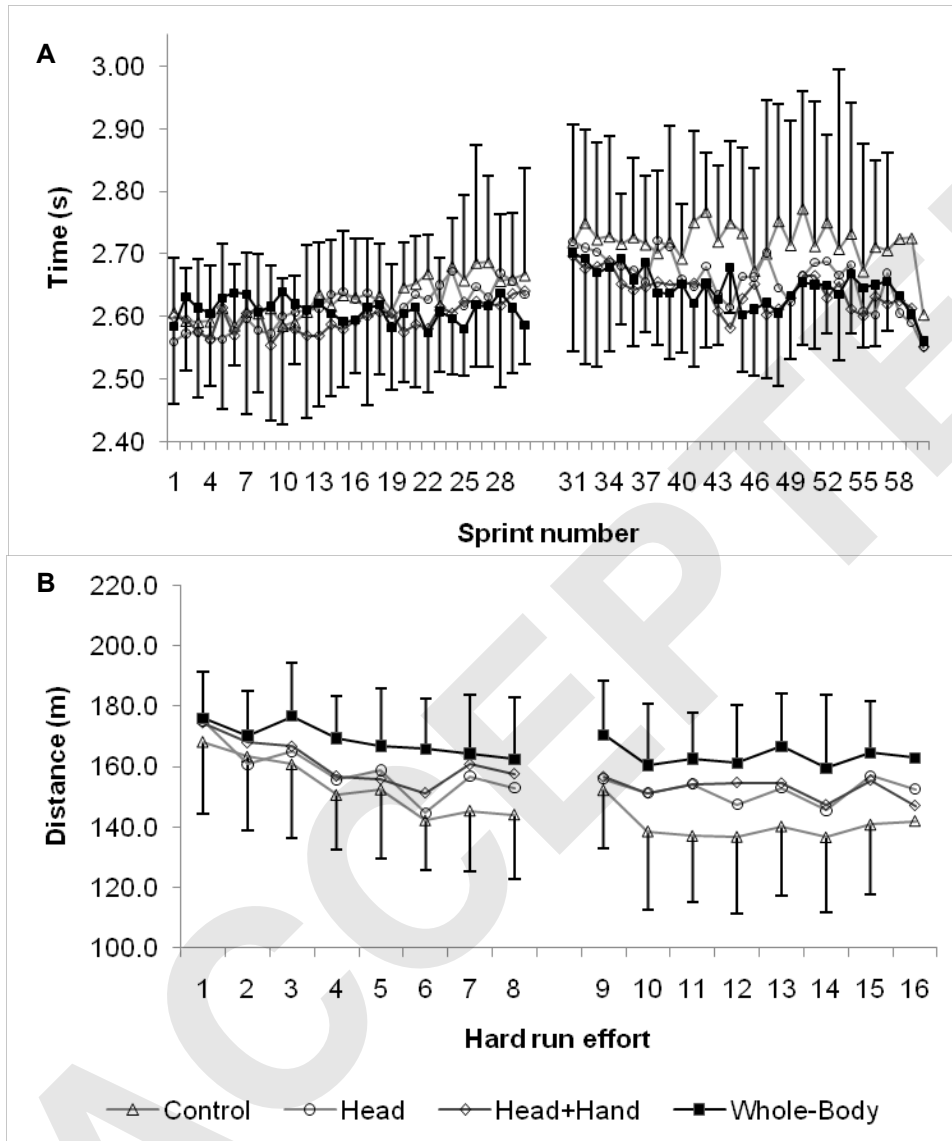 A
3.00
2.90
2.80
2.70
2.60
2.50
2.40
Time (s)
1 4 7 10 13 16 19 22 25 28 31 34 37 40 43 46 49 52 55 58
Sprint number
B
220.0
200.0
180.0
160.0
140.0
120.0
100.0
Distance (m)
1 2 3 4 5 6 7 8 9 10 11 12 13 14 15 16
Hard run effort
Control Head Head+Hand Whole-Body
ACCEPTE